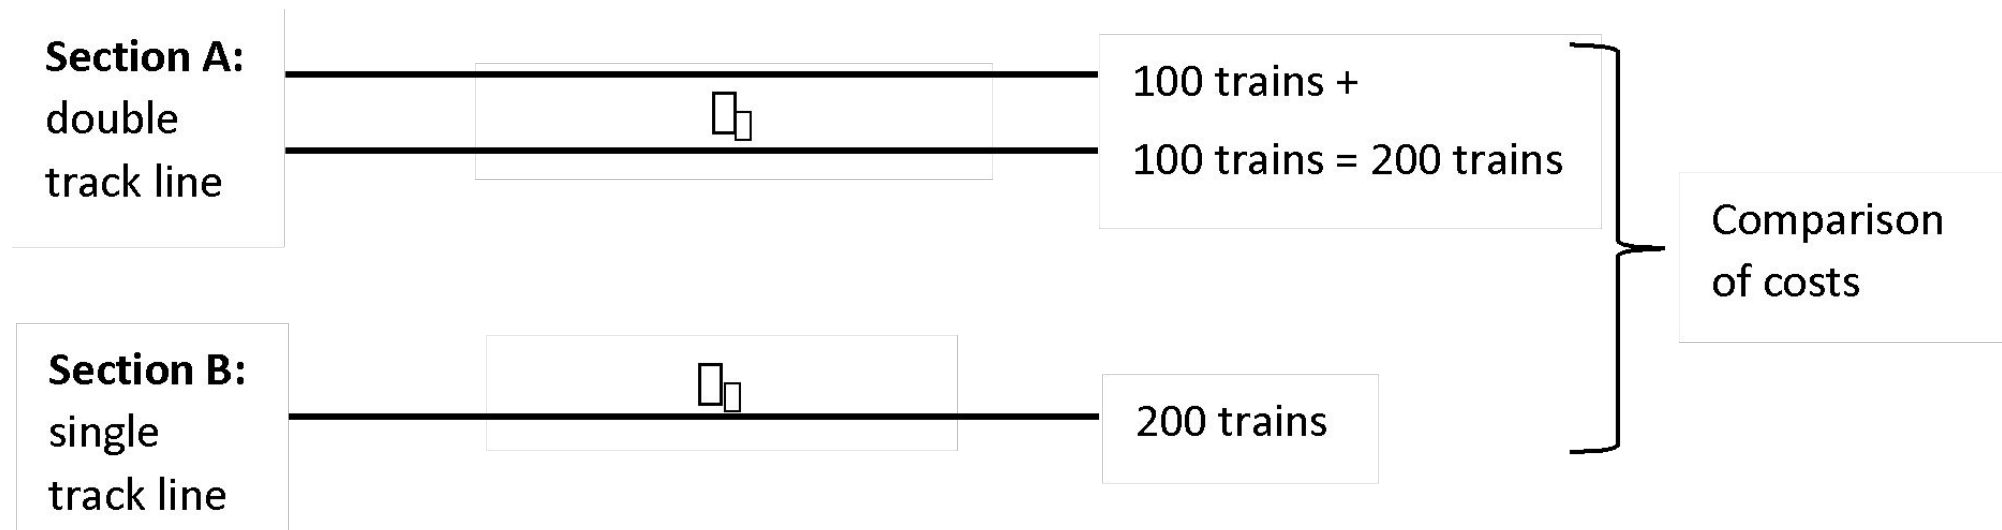 Section A:
double
track line
100 trains +
100 trains = 200 trains
Comparison
of costs
Section B:
single
track line
200 trains